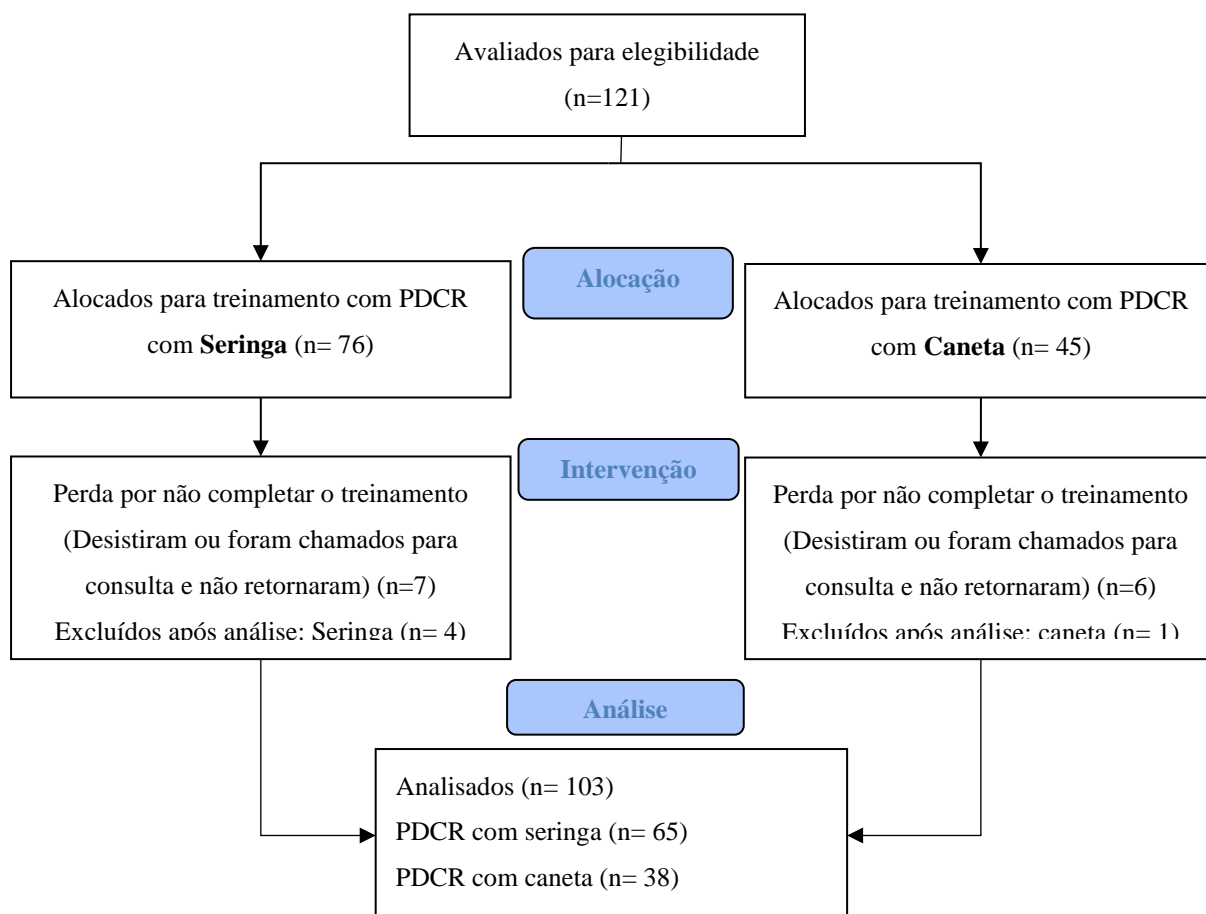 Avaliados para elegibilidade
(n=121)
Alocação
Alocados para treinamento com PDCR
com Seringa (n= 76)
Alocados para treinamento com PDCR
com Caneta (n= 45)
Intervenção
Perda por não completar o treinamento
(Desistiram ou foram chamados para
consulta e não retornaram) (n=7)
Excluídos após análise: Seringa (n= 4)
Perda por não completar o treinamento
(Desistiram ou foram chamados para
consulta e não retornaram) (n=6)
Excluídos após análise: caneta (n= 1)
Análise
Analisados (n= 103)
PDCR com seringa (n= 65)
PDCR com caneta (n= 38)